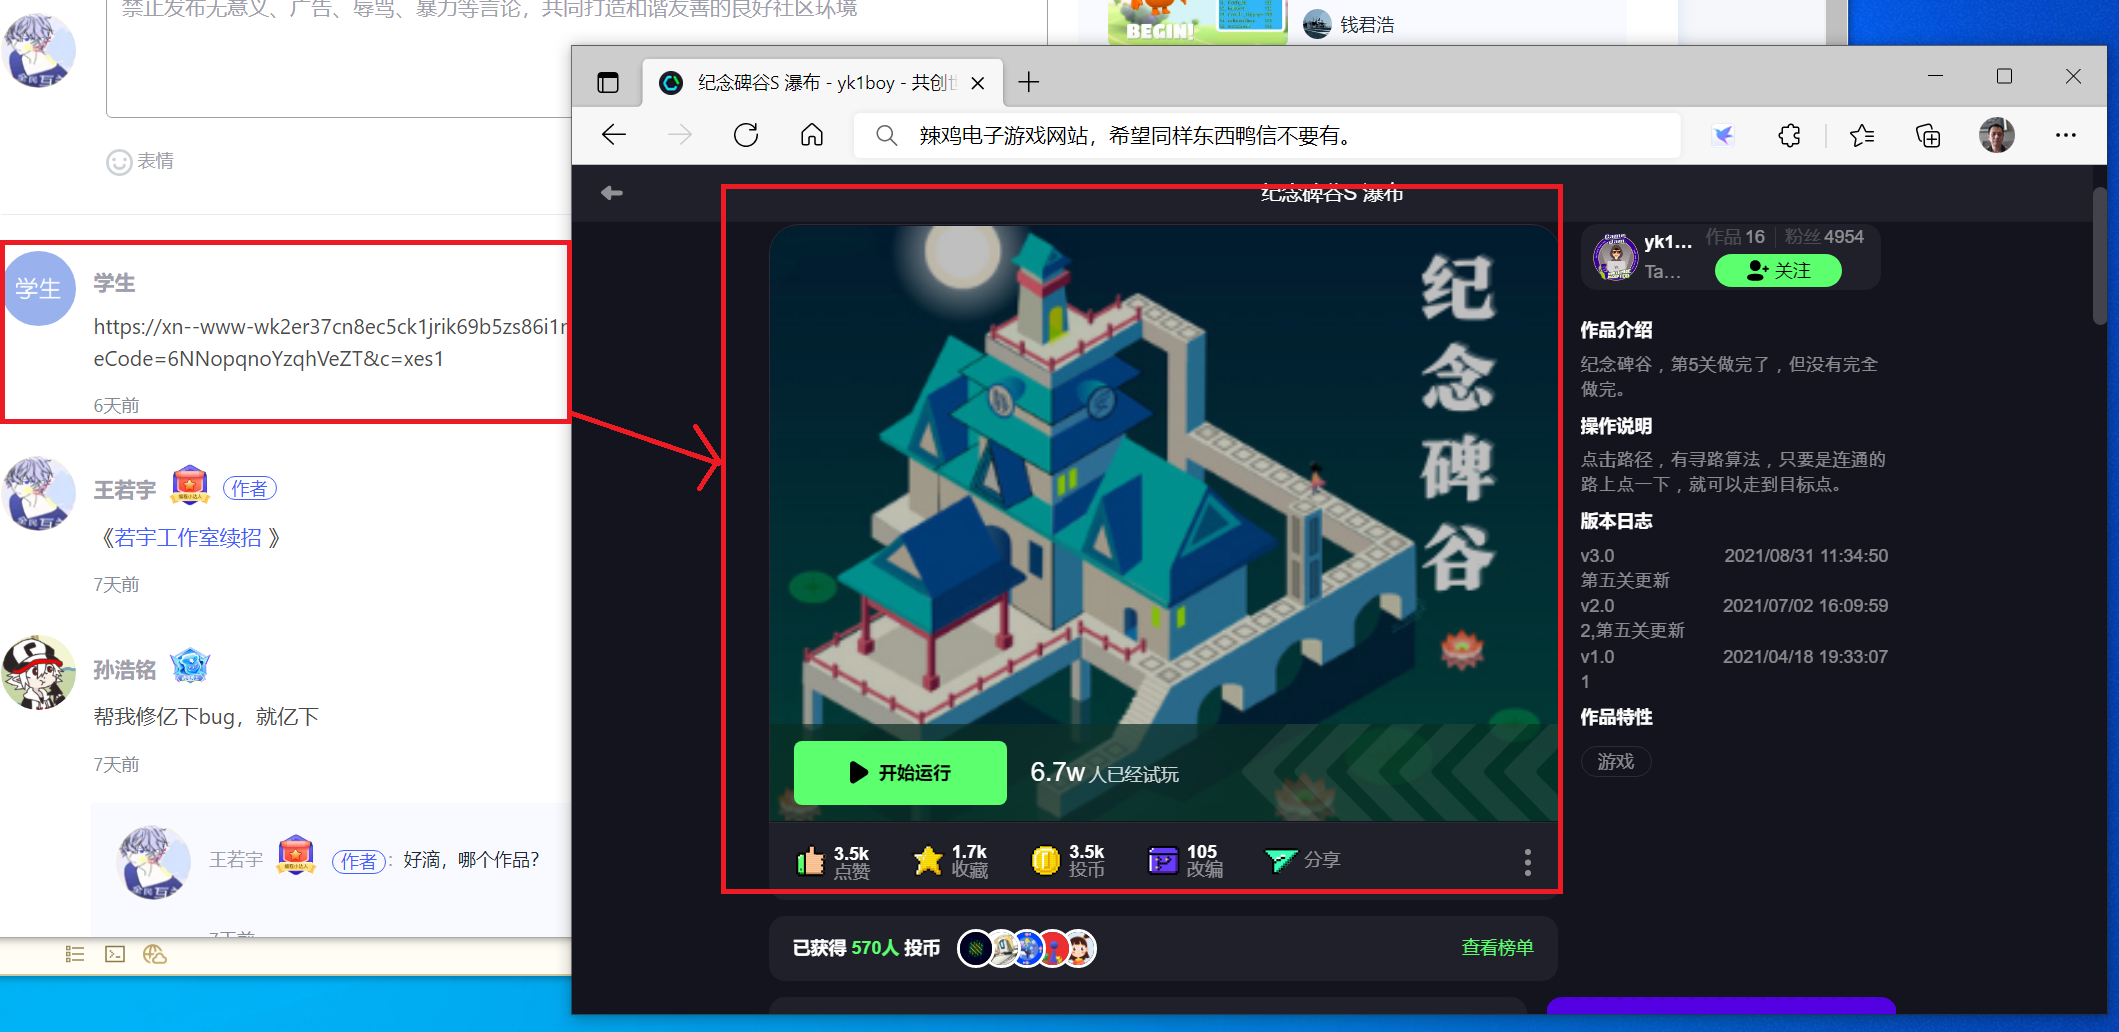 禁止发布无意义、广告、辱骂、暴力等言论，共同打造和谐友善的良好社区环境
表情
学生
学生
https://xn--www-wk2er37cn8ec5ck1jrik69b5zs86i1r
eCode=6NNopqnoYzqhVeZT&c=xes1
6天前
王若宇 作者
《若宇工作室续招 》
7天前
孙浩铭
帮我修亿下bug，就亿下
7天前
王若宇 作者：好滴，哪个作品？
7天前
BEGIN!
钱君浩
纪念碑谷S 瀑布 - yk1boy - 共创世
辣鸡电子游戏网站，希望同样东西鸭信不要有。
纪念碑谷S 瀑布
纪念碑谷
开始运行
6.7w 人已经试玩
3.5k
点赞
1.7k
收藏
3.5k
投币
105
改编
分享
已获得 570人 投币
查看榜单
yk1... 作品 16 粉丝 4954
Ta... 关注
作品介绍
纪念碑谷，第5关做完了，但没有完全
做完。
操作说明
点击路径，有寻路算法，只要是连通的
路上点一下，就可以走到目标点。
版本日志
v3.0 2021/08/31 11:34:50
第五关更新
v2.0 2021/07/02 16:09:59
2,第五关更新
v1.0 2021/04/18 19:33:07
1
作品特性
游戏